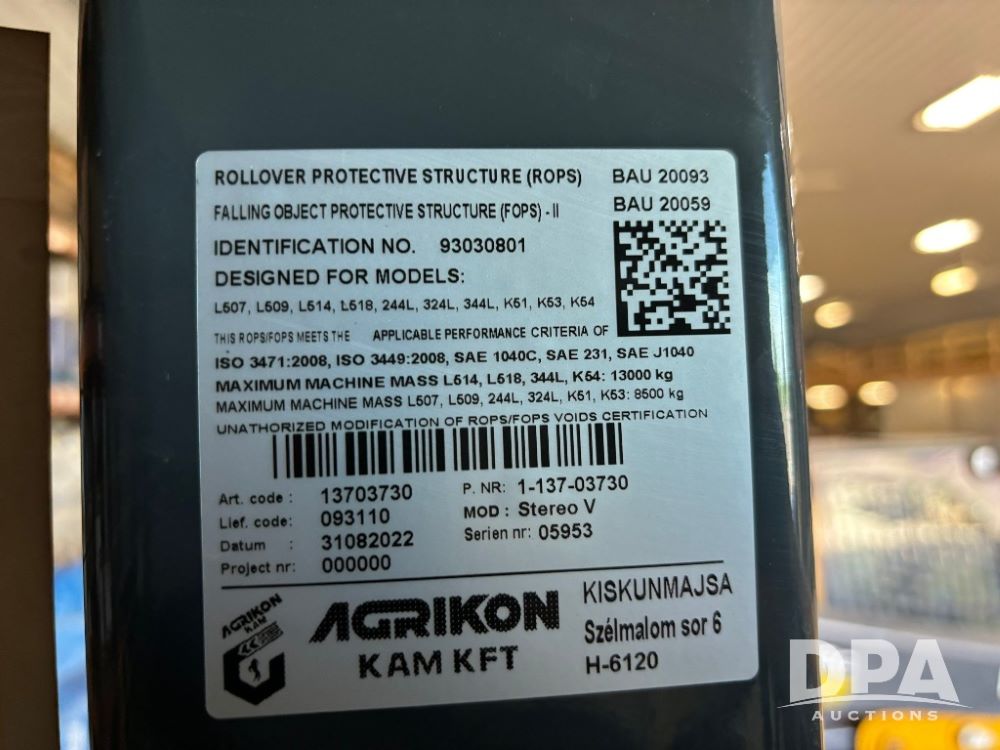 ROLLOVER PROTECTIVE STRUCTURE (ROPS) BAU 20093
FALLING OBJECT PROTECTIVE STRUCTURE (FOPS) - II BAU 20059
IDENTIFICATION NO. 93030801
DESIGNED FOR MODELS:
L507, L509, L514, L518, 244L, 324L, 344L, K51, K53, K54
THIS ROPS/FOPS MEETS THE APPLICABLE PERFORMANCE CRITERIA OF
ISO 3471:2008, ISO 3449:2008, SAE 1040C, SAE 231, SAE J1040
MAXIMUM MACHINE MASS L514, L518, 344L, K54: 13000 kg
MAXIMUM MACHINE MASS L507, L509, 244L, 324L, K51, K53: 8500 kg
UNATHORIZED MODIFICATION OF ROPS/FOPS VOIDS CERTIFICATION
Art. code : 13703730 P. NR: 1-137-03730
Lief. code: 093110 MOD : Stereo V
Datum : 31082022 Serien nr: 05953
Project nr: 000000
AGRIKON KAM
AGRIKON
KAM KFT
KISKUNMAJSA
Szélmalom sor 6
H-6120
DPA
AUCTIONS